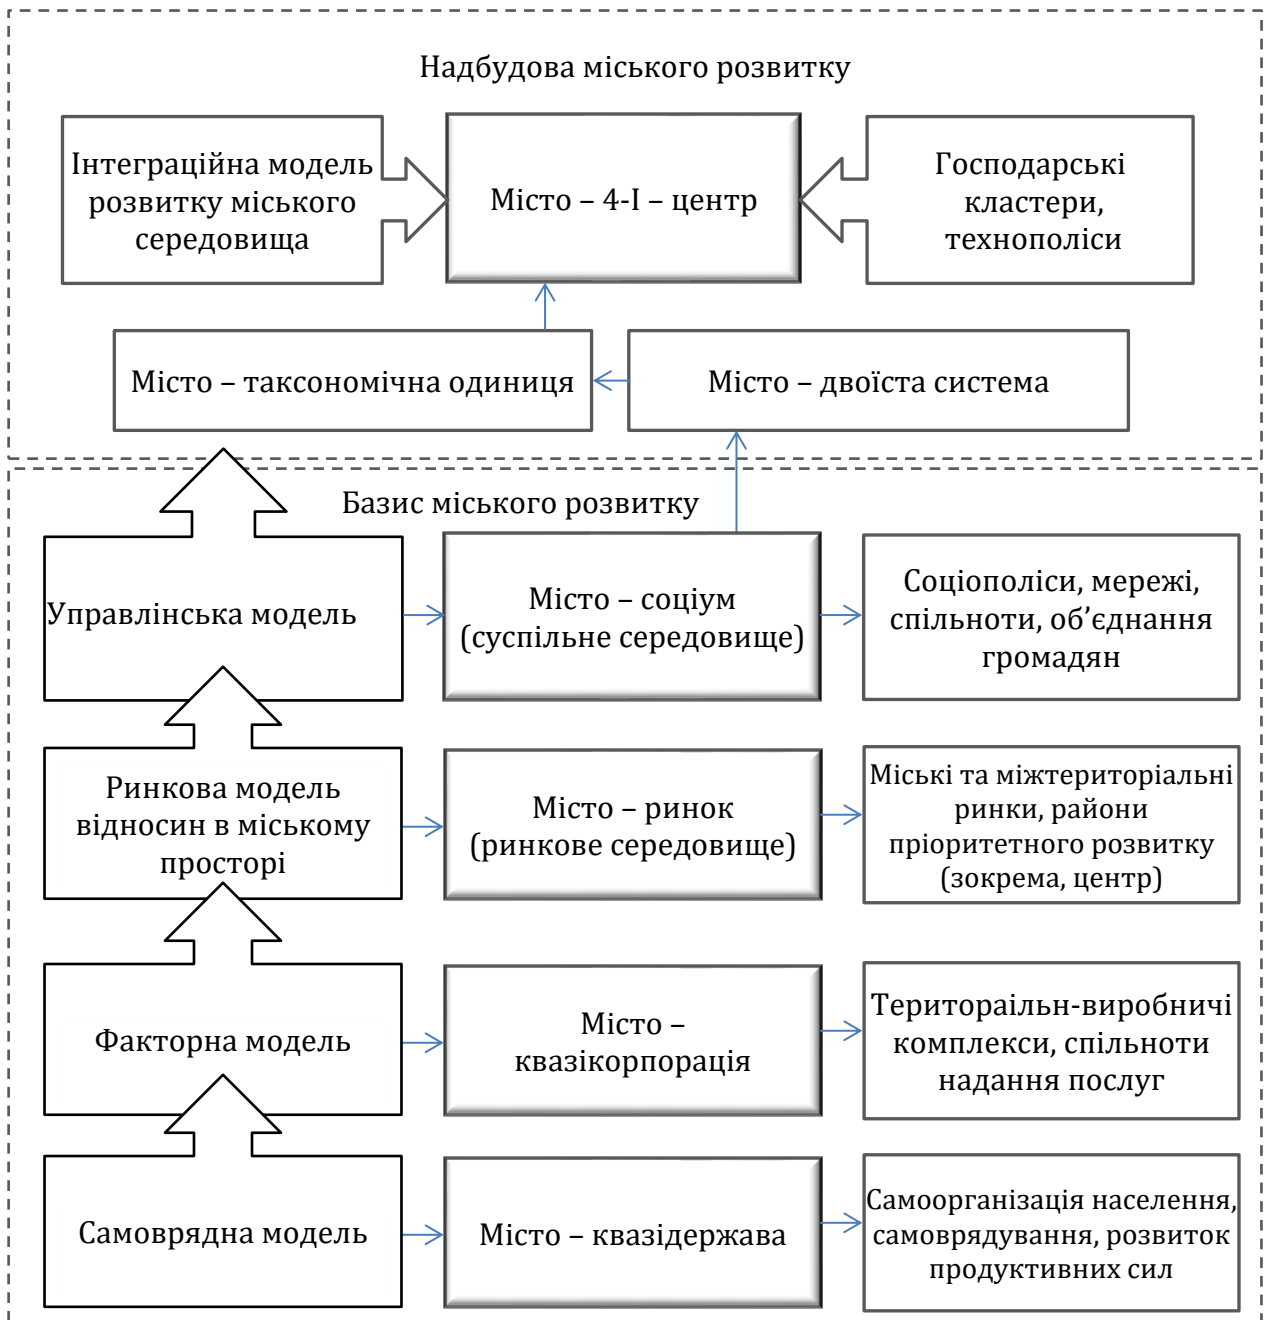 Надбудова міського розвитку
Інтеграційна модель
розвитку міського
середовища
Місто – 4-І – центр
Господарські
кластери,
технополіси
Місто – таксономічна одиниця
Місто – двоїста система
Базис міського розвитку
Управлінська модель
Місто – соціум
(суспільне середовище)
Соціополіси, мережі,
спільноти, об’єднання
громадян
Ринкова модель
відносин в міському
просторі
Місто – ринок
(ринкове середовище)
Міські та міжтериторіальні
ринки, райони
пріоритетного розвитку
(зокрема, центр)
Факторна модель
Місто –
квазікорпорація
Територаільн-виробничі
комплекси, спільноти
надання послуг
Самоврядна модель
Місто – квазідержава
Самоорганізація населення,
самоврядування, розвиток
продуктивних сил